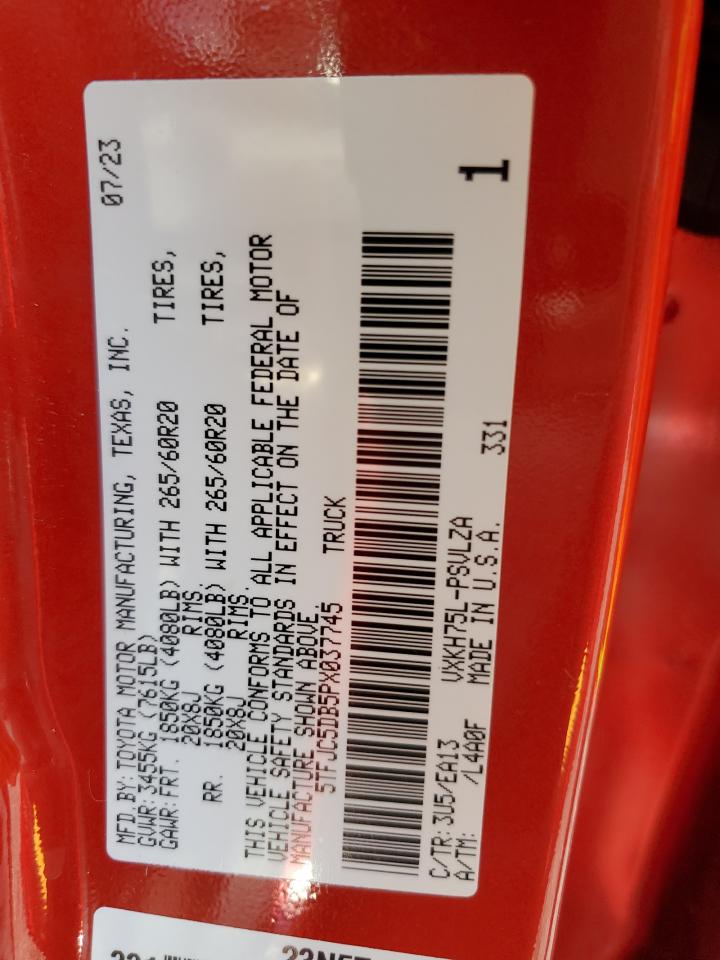 MFD. BY: TOYOTA MOTOR MANUFACTURING, TEXAS, INC. 07/23
GVWR: 3455KG (7615LB)
GAWR: FRT. 1850KG (4080LB) WITH 265/60R20 TIRES,
20X8J RIMS
RR. 1850KG (4080LB) WITH 265/60R20 TIRES,
20X8J RIMS.
THIS VEHICLE CONFORMS TO ALL APPLICABLE FEDERAL MOTOR
VEHICLE SAFETY STANDARDS IN EFFECT ON THE DATE OF
MANUFACTURE SHOWN ABOVE.
5TFJC5DB5PX037745 TRUCK
1
C/TR: 3U5/EA13 VXKH75L-PSVLZA 331
A/TM: /L4A0F MADE IN U.S.A.